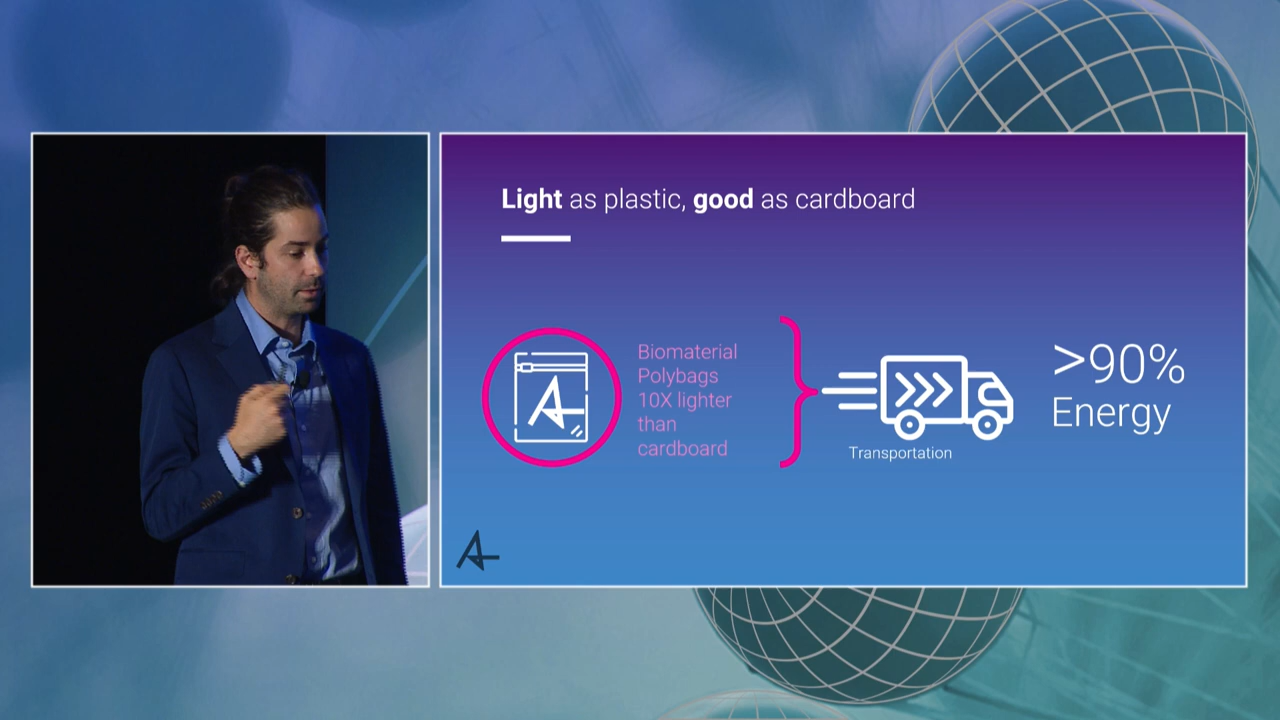 Light as plastic, good as cardboard
Biomaterial
Polybags
10X lighter
than
cardboard
Transportation
>90%
Energy